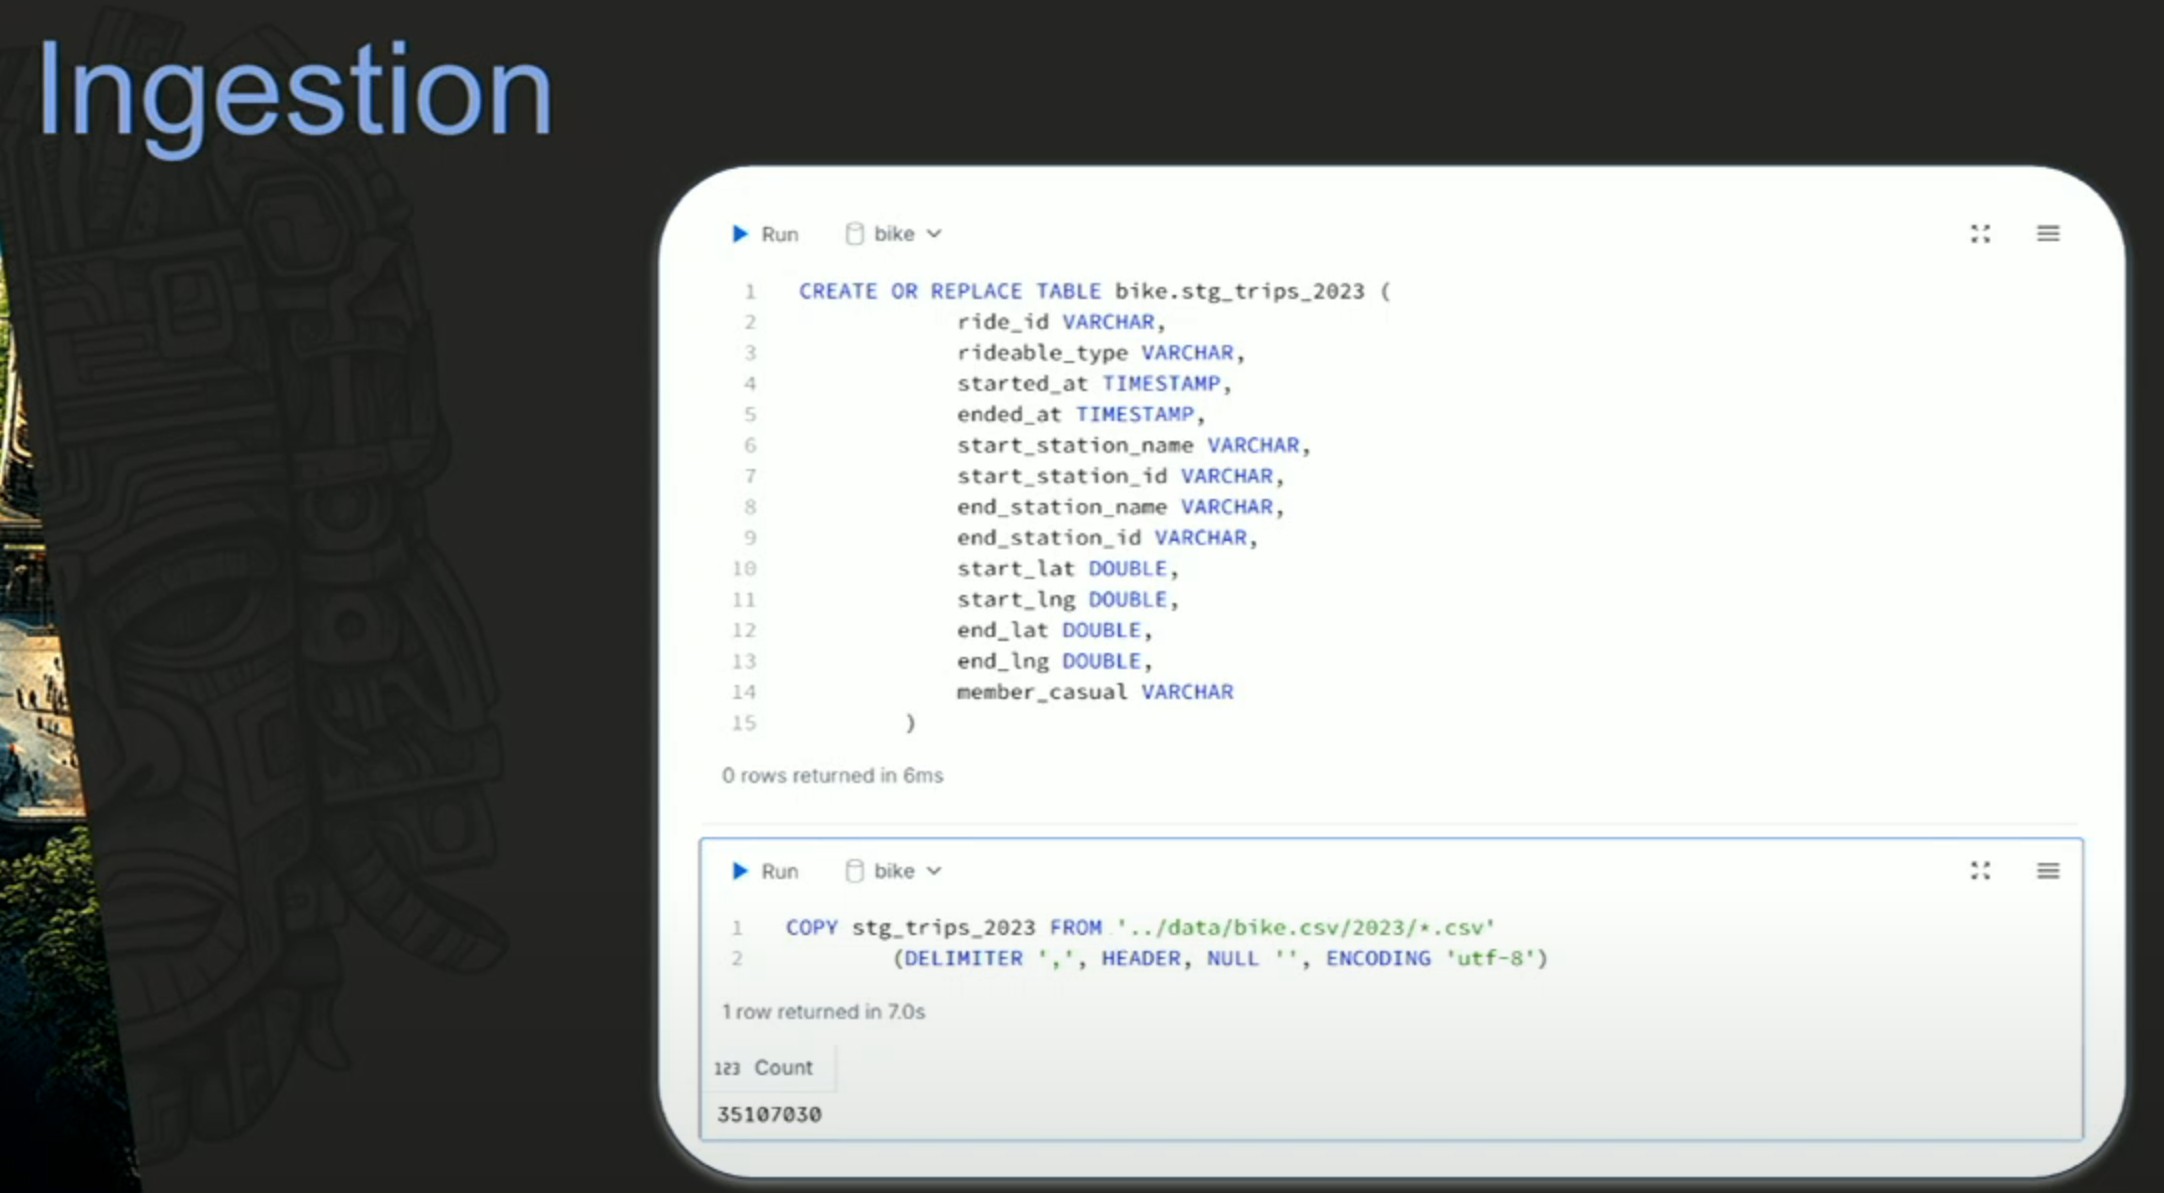 Ingestion
Run bike
1 CREATE OR REPLACE TABLE bike.stg_trips_2023 (
2 ride_id VARCHAR,
3 rideable_type VARCHAR,
4 started_at TIMESTAMP,
5 ended_at TIMESTAMP,
6 start_station_name VARCHAR,
7 start_station_id VARCHAR,
8 end_station_name VARCHAR,
9 end_station_id VARCHAR,
10 start_lat DOUBLE,
11 start_lng DOUBLE,
12 end_lat DOUBLE,
13 end_lng DOUBLE,
14 member_casual VARCHAR
15 )
0 rows returned in 6ms
Run bike
1 COPY stg_trips_2023 FROM '../data/bike.csv/2023/*.csv'
2 (DELIMITER ',', HEADER, NULL '', ENCODING 'utf-8')
1 row returned in 7.0s
123 Count
35107030